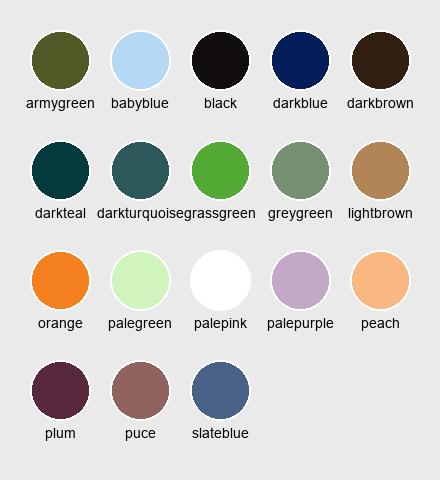 armygreen babyblue black darkblue darkbrown
darkteal darkturquoise grassgreen greygreen lightbrown
orange palegreen palepink palepurple peach
plum puce slateblue